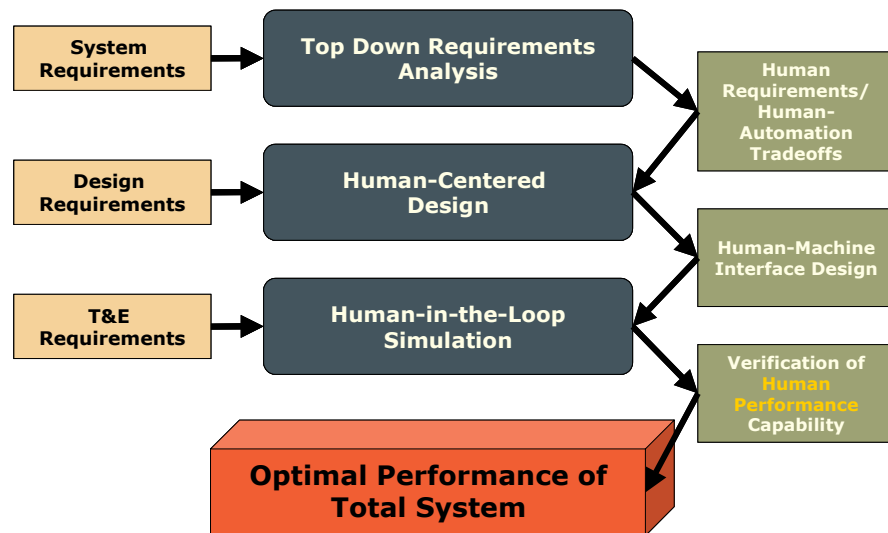 System
Requirements
Top Down Requirements
Analysis
Human
Requirements/
Human-
Automation
Tradeoffs
Design
Requirements
Human-Centered
Design
Human-Machine
Interface Design
T&E
Requirements
Human-in-the-Loop
Simulation
Verification of
Human
Performance
Capability
Optimal Performance of
Total System